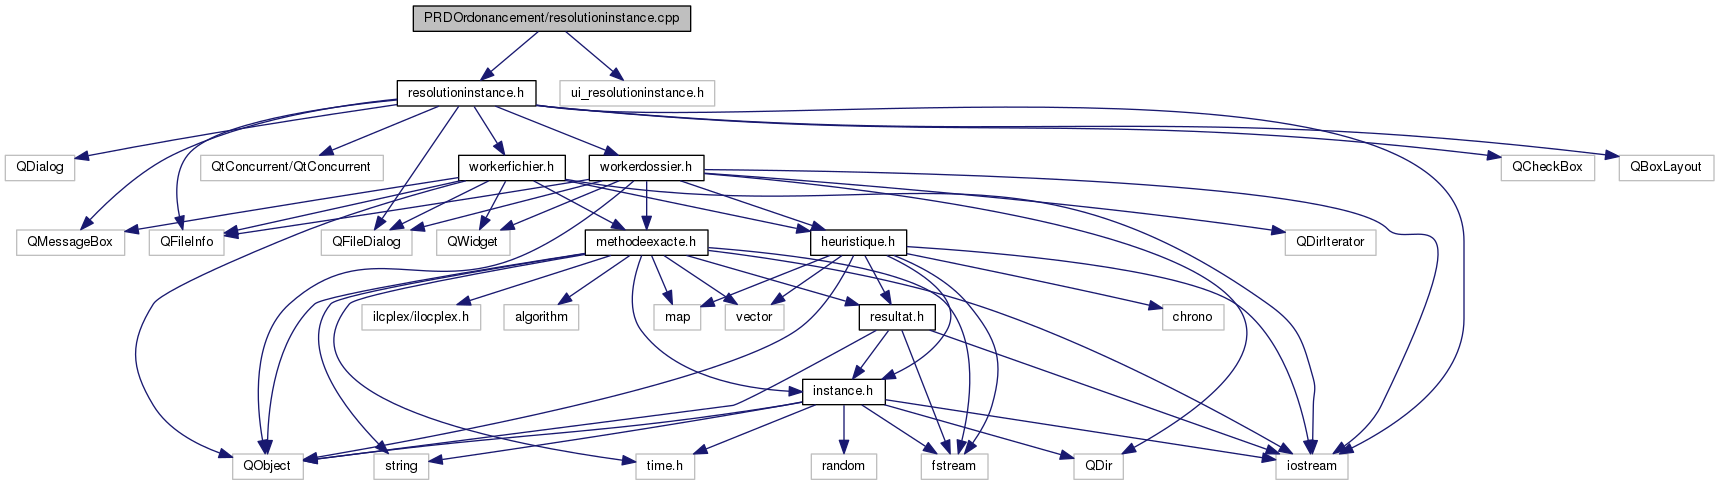 PRDOrdonancement/resolutioninstance.cpp
resolutioninstance.h
ui_resolutioninstance.h
QDialog
QtConcurrent/QtConcurrent
workerfichier.h
workerdossier.h
QCheckBox
QBoxLayout
QMessageBox
QFileInfo
QFileDialog
QWidget
methodeexacte.h
heuristique.h
QDirIterator
ilcplex/ilocplex.h
algorithm
map
vector
resultat.h
chrono
instance.h
QObject
string
time.h
random
fstream
QDir
iostream